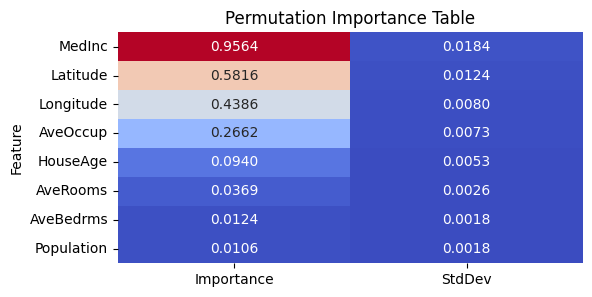 Permutation Importance Table
Feature
MedInc 0.9564 0.0184
Latitude 0.5816 0.0124
Longitude 0.4386 0.0080
AveOccup 0.2662 0.0073
HouseAge 0.0940 0.0053
AveRooms 0.0369 0.0026
AveBedrms 0.0124 0.0018
Population 0.0106 0.0018
Importance StdDev